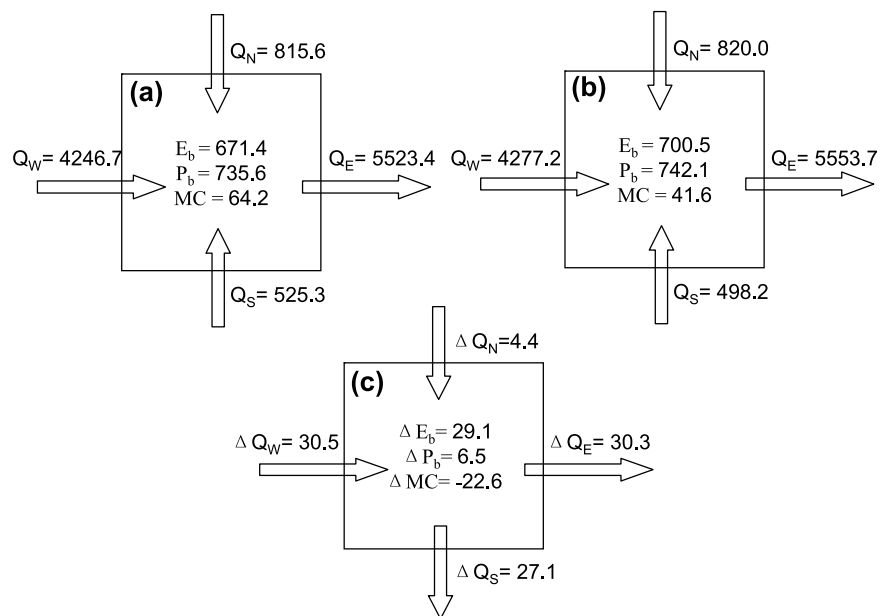 Q_N = 815.6
(a)
Q_W = 4246.7
E_b = 671.4
P_b = 735.6
MC = 64.2
Q_E = 5523.4
Q_S = 525.3
Q_N = 820.0
(b)
Q_W = 4277.2
E_b = 700.5
P_b = 742.1
MC = 41.6
Q_E = 5553.7
Q_S = 498.2
Δ Q_N=4.4
(c)
Δ Q_W = 30.5
Δ E_b= 29.1
Δ P_b= 6.5
Δ MC= -22.6
Δ Q_E= 30.3
Δ Q_S= 27.1